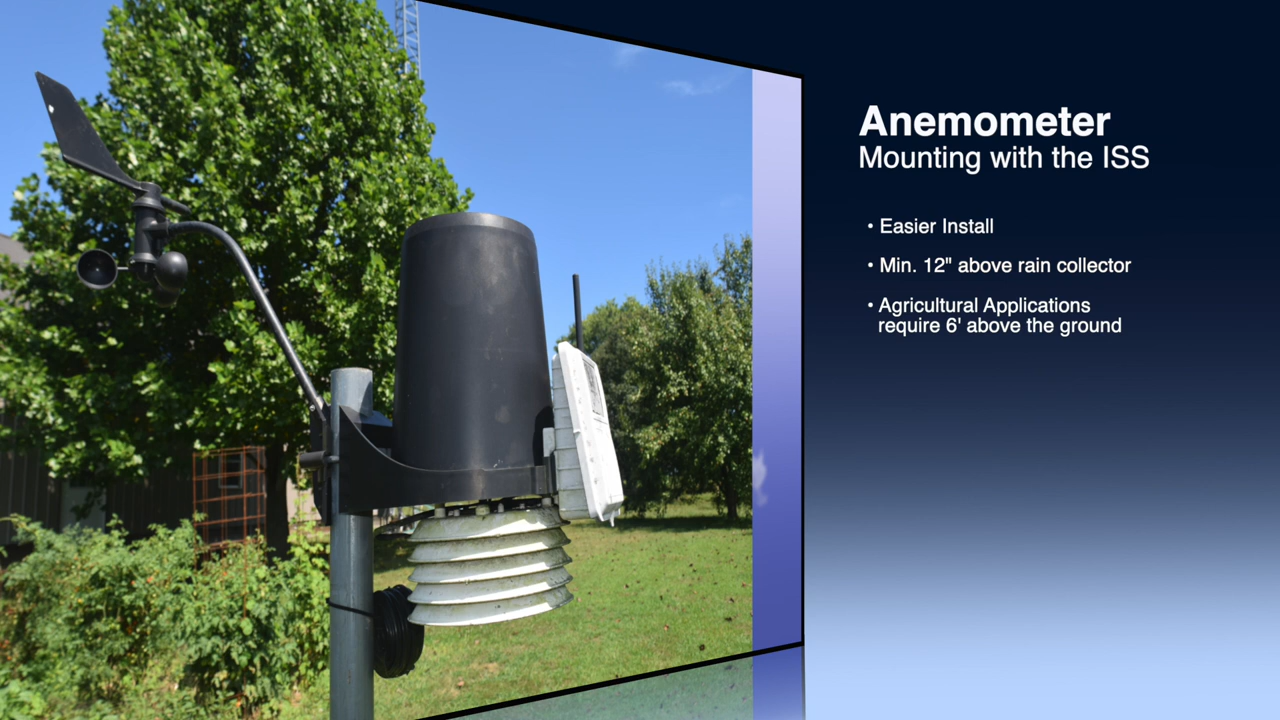 Anemometer
Mounting with the ISS
• Easier Install
• Min. 12" above rain collector
• Agricultural Applications
require 6' above the ground